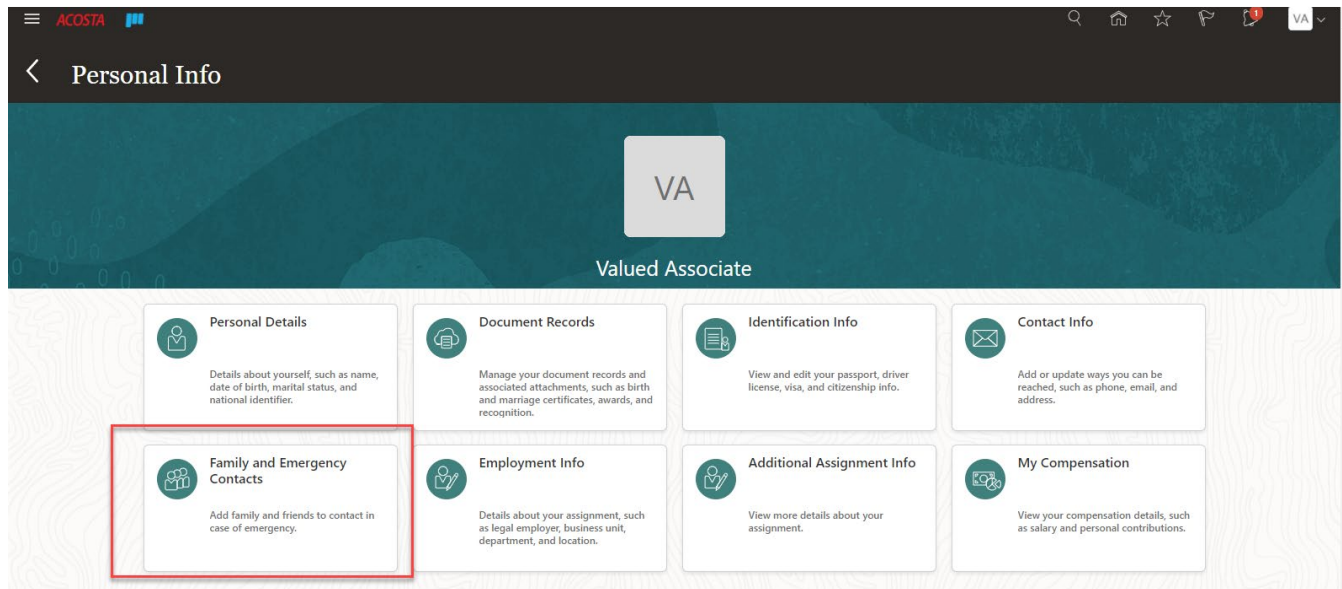 ACOSTA
1
VA
Personal Info
VA
Valued Associate
Personal Details
Details about yourself, such as name,
date of birth, marital status, and
national identifier.
Document Records
Manage your document records and
associated attachments, such as birth
and marriage certificates, awards, and
recognition.
Identification Info
View and edit your passport, driver
license, visa, and citizenship info.
Contact Info
Add or update ways you can be
reached, such as phone, email, and
address.
Family and Emergency
Contacts
Add family and friends to contact in
case of emergency.
Employment Info
Details about your assignment, such
as legal employer, business unit,
department, and location.
Additional Assignment Info
View more details about your
assignment.
My Compensation
View your compensation details, such
as salary and personal contributions.